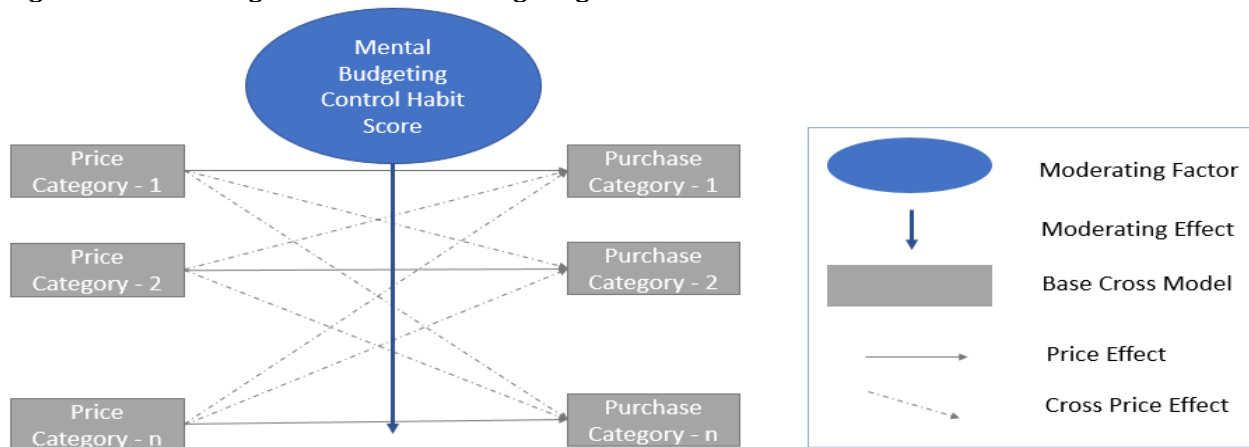 Mental
Budgeting
Control Habit
Score
Price
Category - 1
Purchase
Category - 1
Price
Category - 2
Purchase
Category - 2
Price
Category - n
Purchase
Category - n
Moderating Factor
Moderating Effect
Base Cross Model
Price Effect
Cross Price Effect